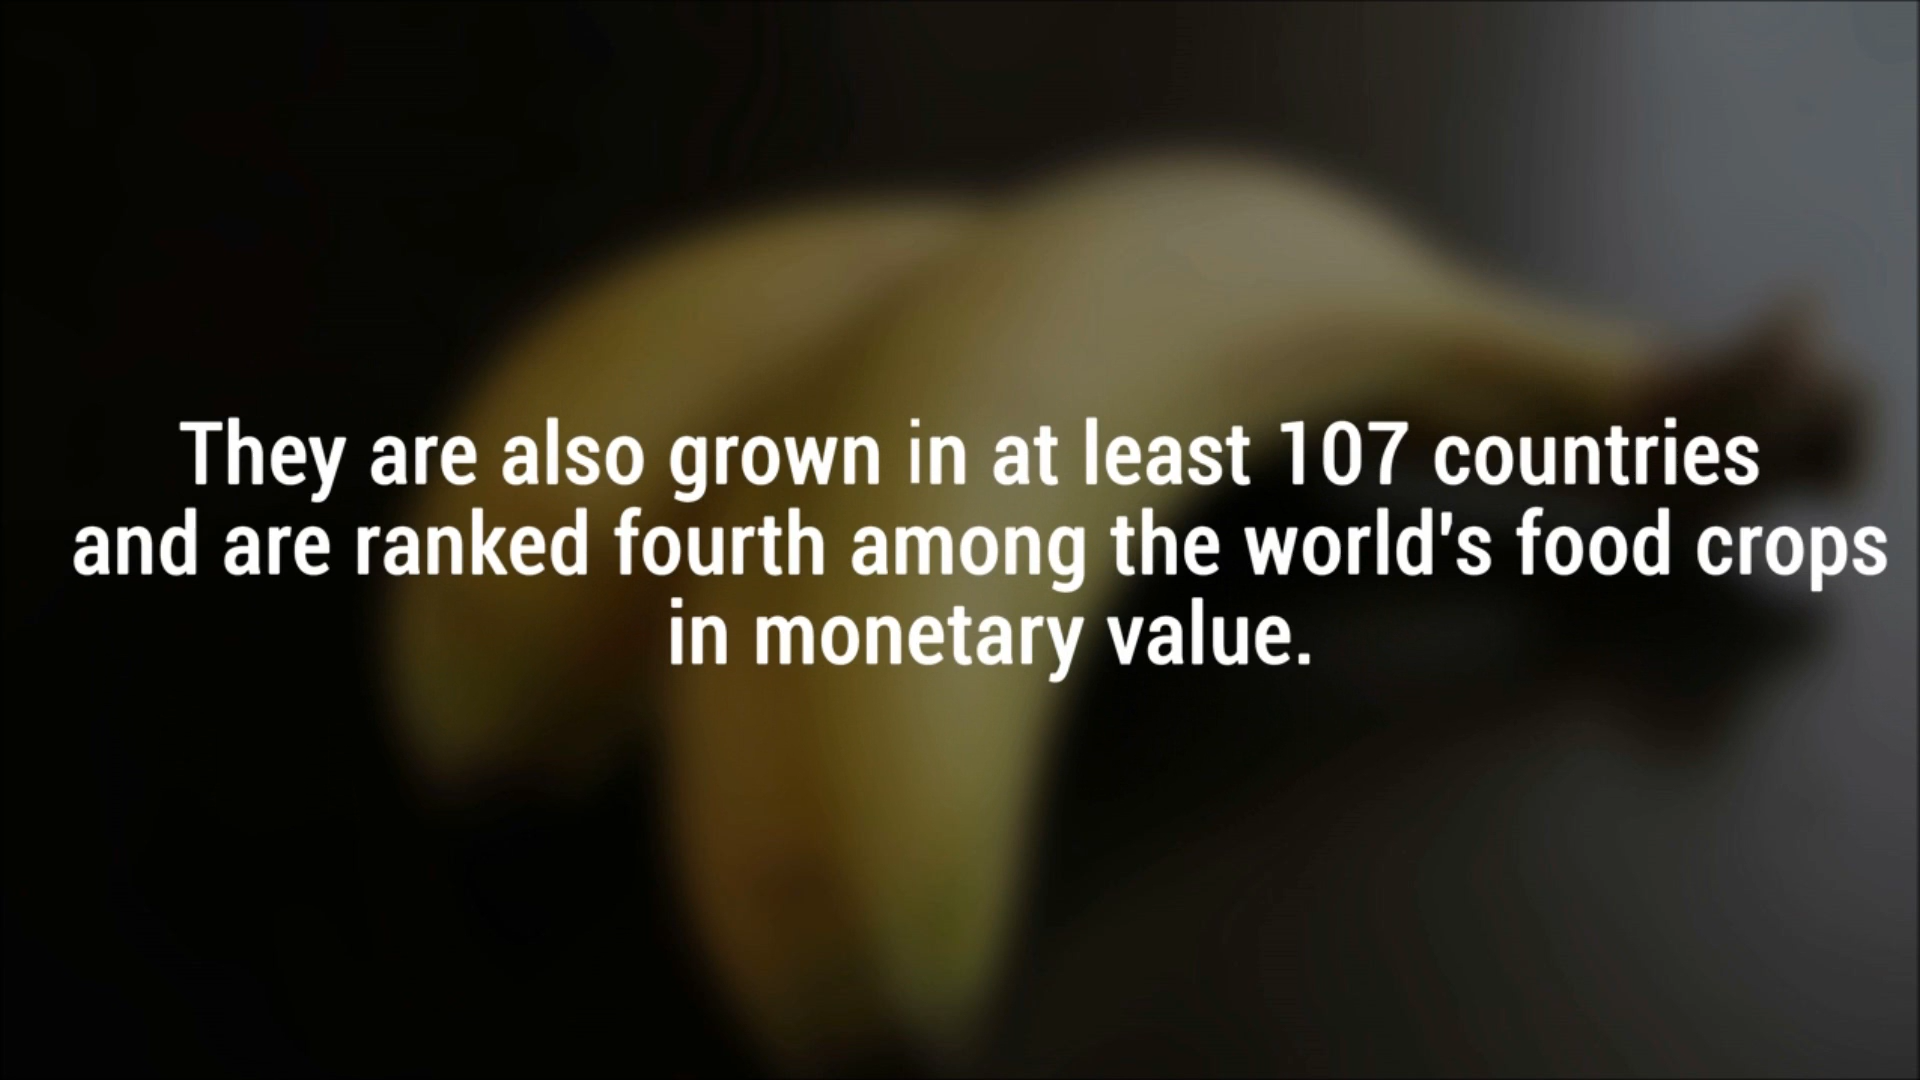 They are also grown in at least 107 countries
and are ranked fourth among the world's food crops
in monetary value.